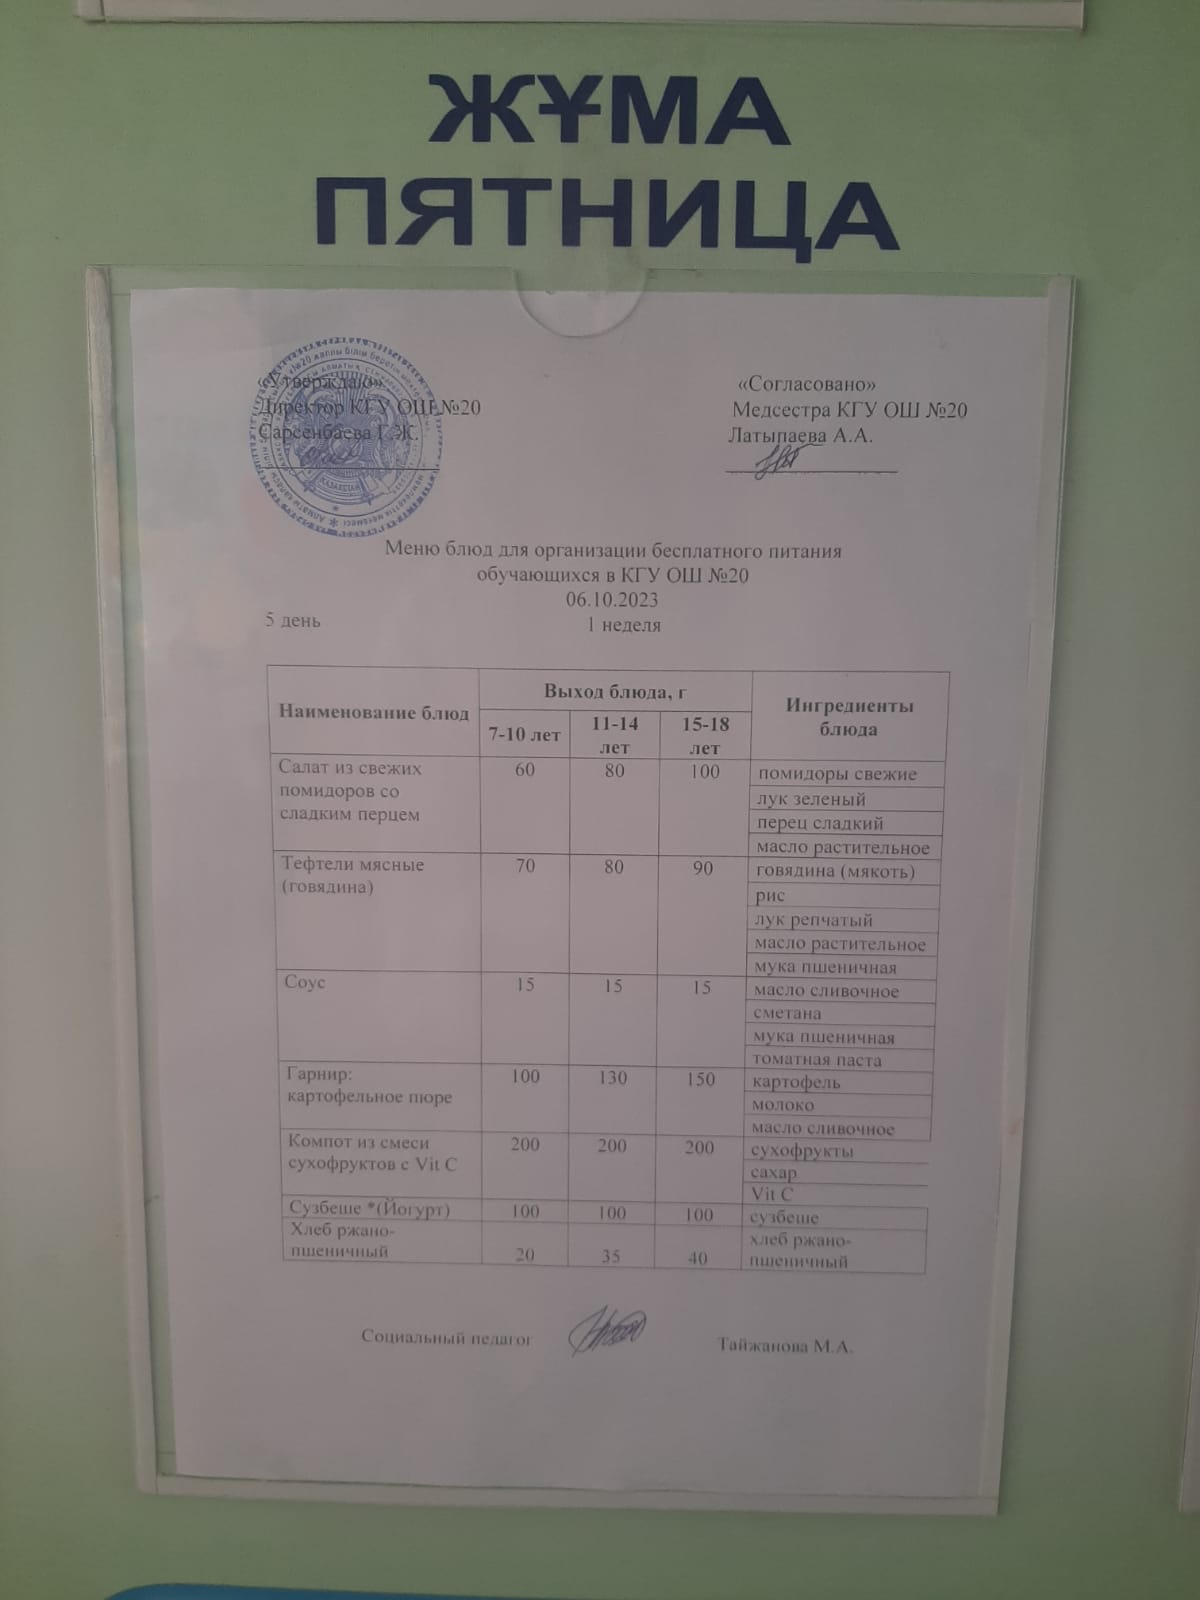 ЖҰМА
ПЯТНИЦА
«Утверждаю»
Директор КГУ ОШ №20
Сарсенбаева Г.Ж.
«Согласовано»
Медсестра КГУ ОШ №20
Латыпаева А.А.
ҚАЗАҚСТАН
Меню блюд для организации бесплатного питания
обучающихся в КГУ ОШ №20
06.10.2023
5 день
1 неделя
Наименование блюд
Выход блюда, г
Ингредиенты
блюда
7-10 лет
11-14
лет
15-18
лет
Салат из свежих
помидоров со
сладким перцем
60
80
100
помидоры свежие
лук зеленый
перец сладкий
масло растительное
Тефтели мясные
(говядина)
70
80
90
говядина (мякоть)
рис
лук репчатый
масло растительное
мука пшеничная
Соус
15
15
15
масло сливочное
сметана
мука пшеничная
томатная паста
Гарнир:
картофельное пюре
100
130
150
картофель
молоко
масло сливочное
Компот из смеси
сухофруктов с Vit C
200
200
200
сухофрукты
сахар
Vit C
Сузбеше *(Йогурт)
100
100
100
сузбеше
Хлеб ржано-
пшеничный
20
35
40
хлеб ржано-
пшеничный
Социальный педагог
Тайжанова М.А.